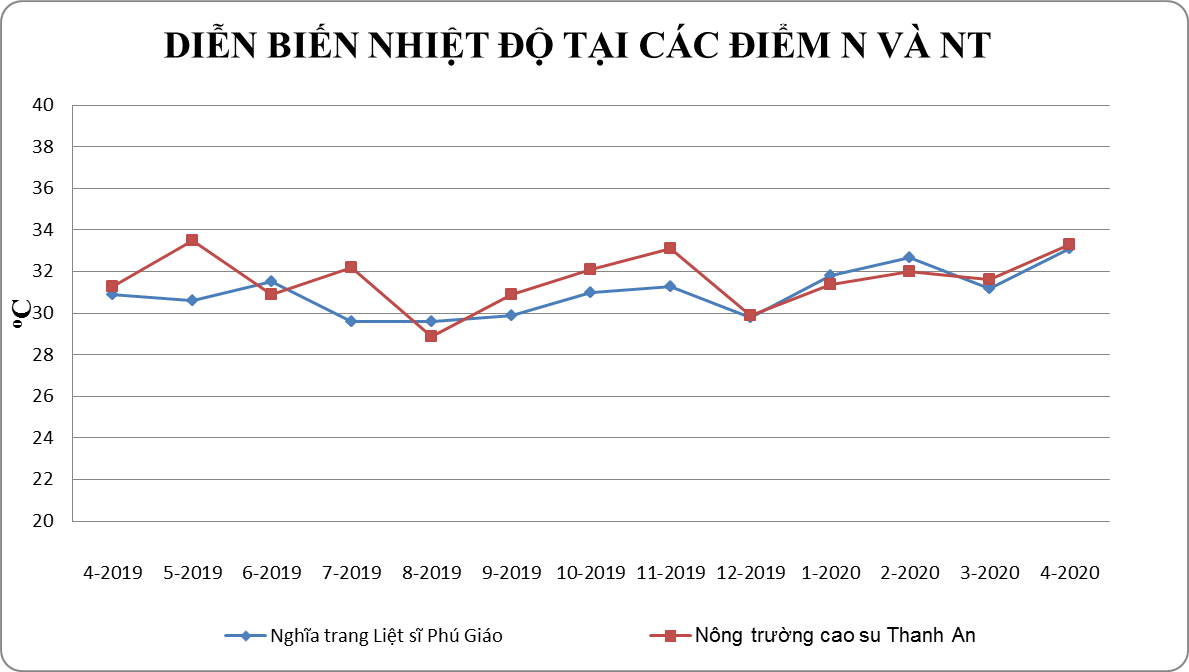 DIỄN BIẾN NHIỆT ĐỘ TẠI CÁC ĐIỂM N VÀ NT
40
38
36
34
32
30
28
26
24
22
20
ºC
4-2019 5-2019 6-2019 7-2019 8-2019 9-2019 10-2019 11-2019 12-2019 1-2020 2-2020 3-2020 4-2020
Nghĩa trang Liệt sĩ Phú Giáo Nông trường cao su Thanh An